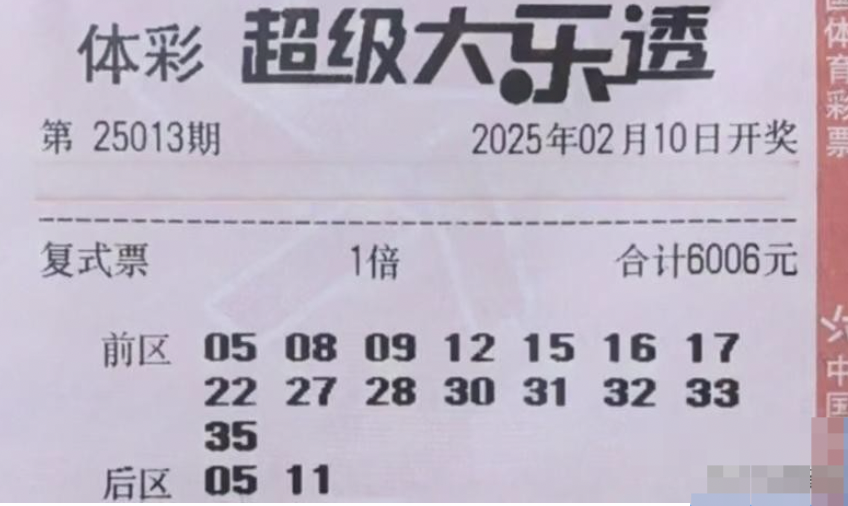 体彩 超级大乐透
第 25013期 2025年02月10日开奖
复式票 1倍 合计6006元
前区 05 08 09 12 15 16 17
22 27 28 30 31 32 33
35
后区 05 11
国体育彩票
中国